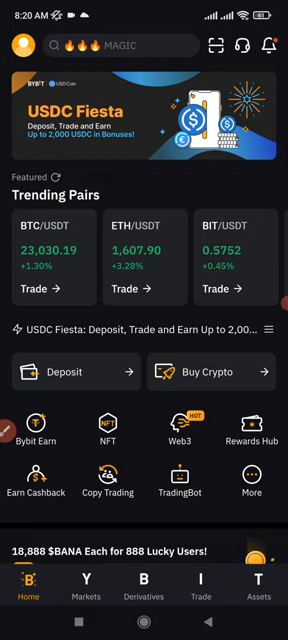 8:20 AM
61
🔥🔥🔥 MAGIC
BYBIT USDCoin
USDC Fiesta
Deposit, Trade and Earn
Up to 2,000 USDC in Bonuses!
Featured
Trending Pairs
BTC/USDT ETH/USDT BIT/USDT
23,030.19 1,607.90 0.5752
+1.30% +3.28% +0.45%
Trade → Trade → Trade →
USDC Fiesta: Deposit, Trade and Earn Up to 2,00...
Deposit → Buy Crypto →
NFT HOT
Bybit Earn NFT Web3 Rewards Hub
Earn Cashback Copy Trading TradingBot More
18,888 $BANA Each for 888 Lucky Users!
B Y B I T
Home Markets Derivatives Trade Assets